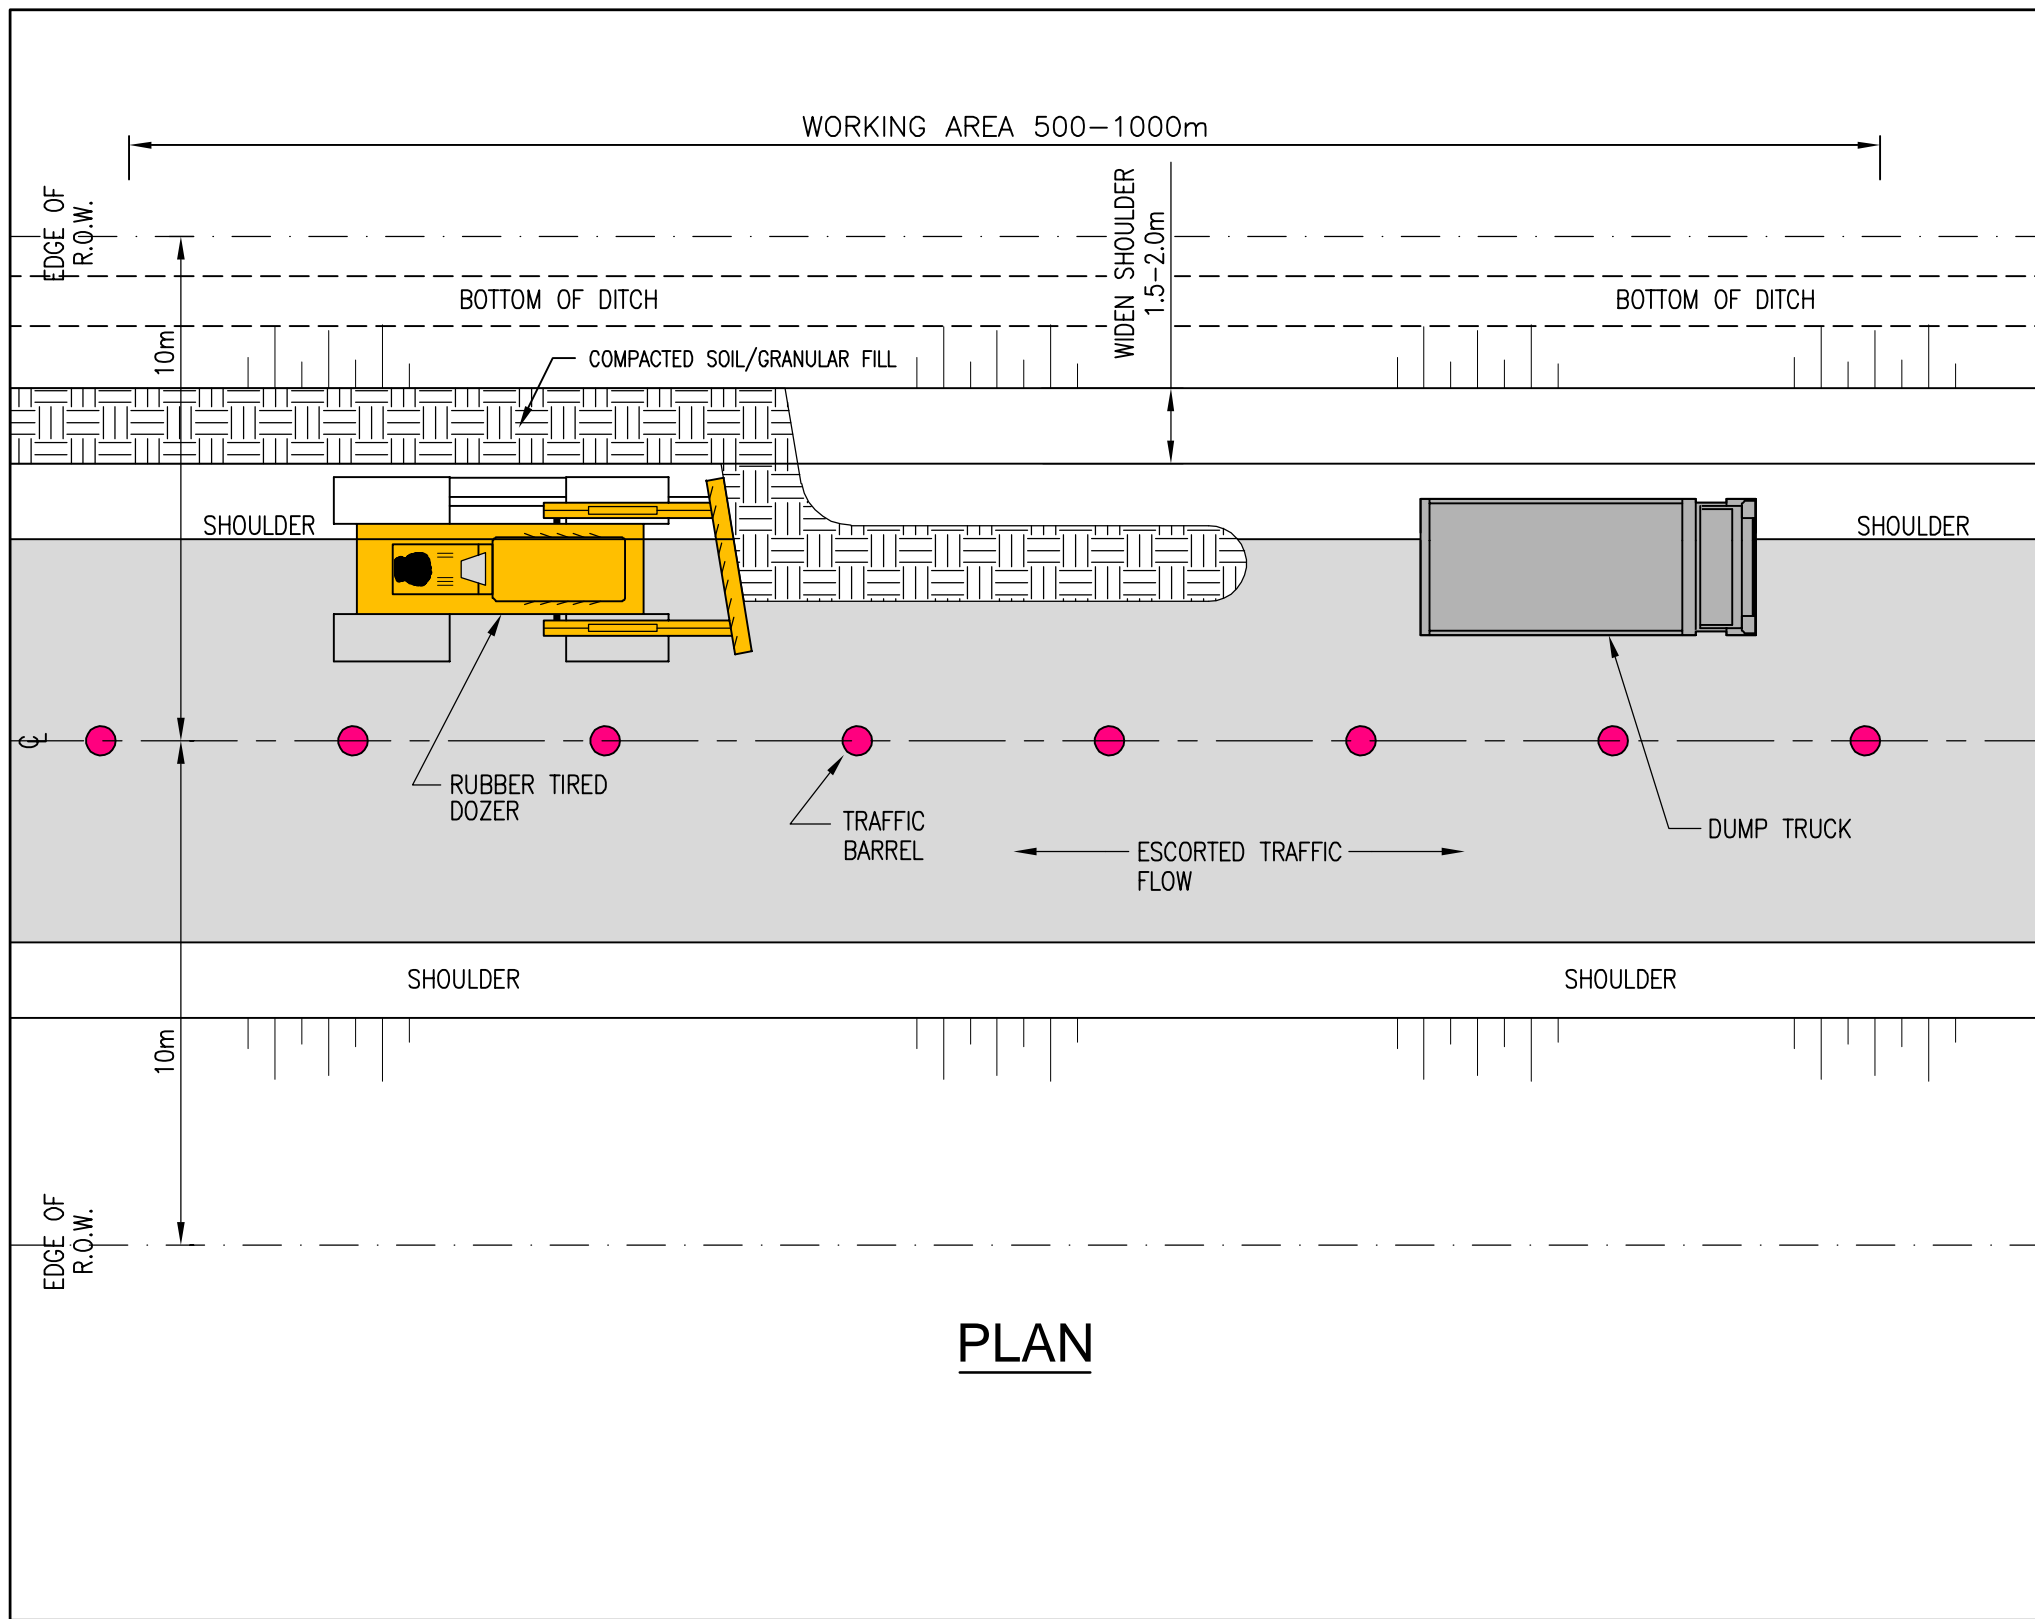 WORKING AREA 500-1000m
EDGE OF
R.O.W.
WIDEN SHOULDER
1.5-2.0m
BOTTOM OF DITCH
BOTTOM OF DITCH
10m
COMPACTED SOIL/GRANULAR FILL
SHOULDER
SHOULDER
CL
RUBBER TIRED
DOZER
TRAFFIC
BARREL
ESCORTED TRAFFIC
FLOW
DUMP TRUCK
SHOULDER
SHOULDER
10m
EDGE OF
R.O.W.
PLAN